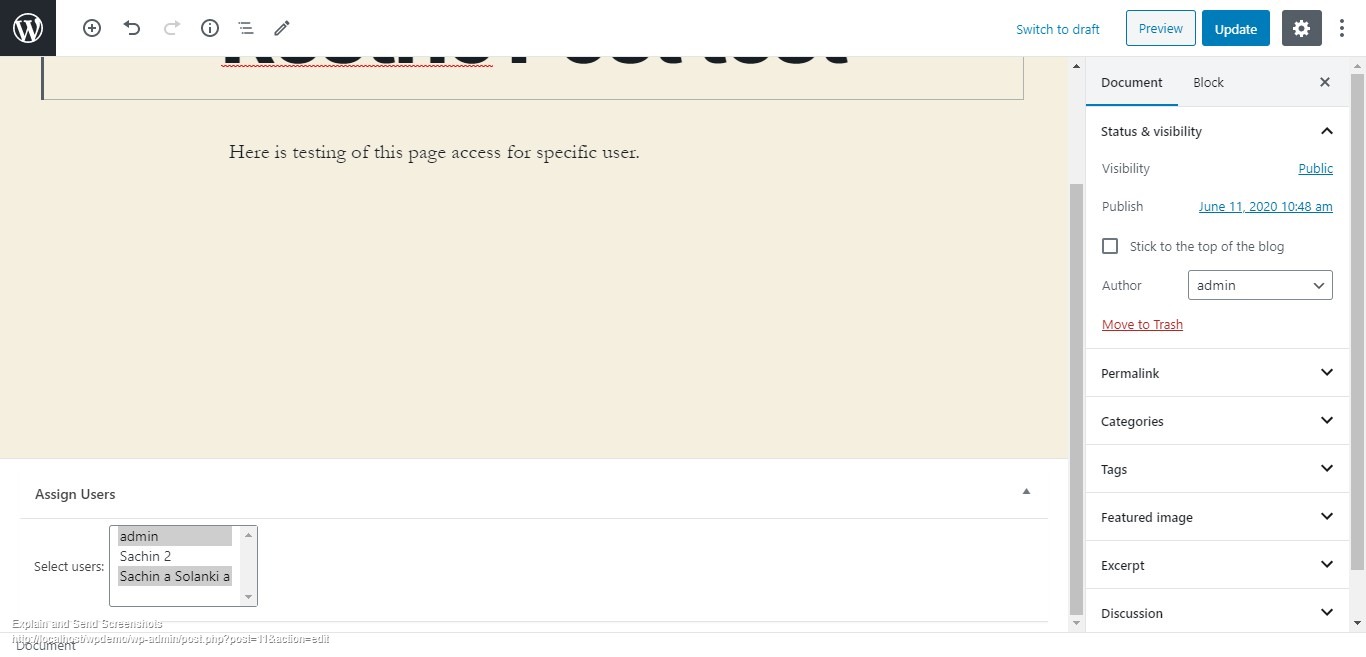 Switch to draft
Preview
Update
Document
Block
Here is testing of this page access for specific user.
Status & visibility
Visibility
Public
Publish
June 11, 2020 10:48 am
Stick to the top of the blog
Author
admin
Move to Trash
Permalink
Categories
Tags
Featured image
Excerpt
Discussion
Assign Users
Select users:
admin
Sachin 2
Sachin a Solanki a
Explain and Send Screenshots
http://localhost/wpdemo/wp-admin/post.php?post=11&action=edit
Document